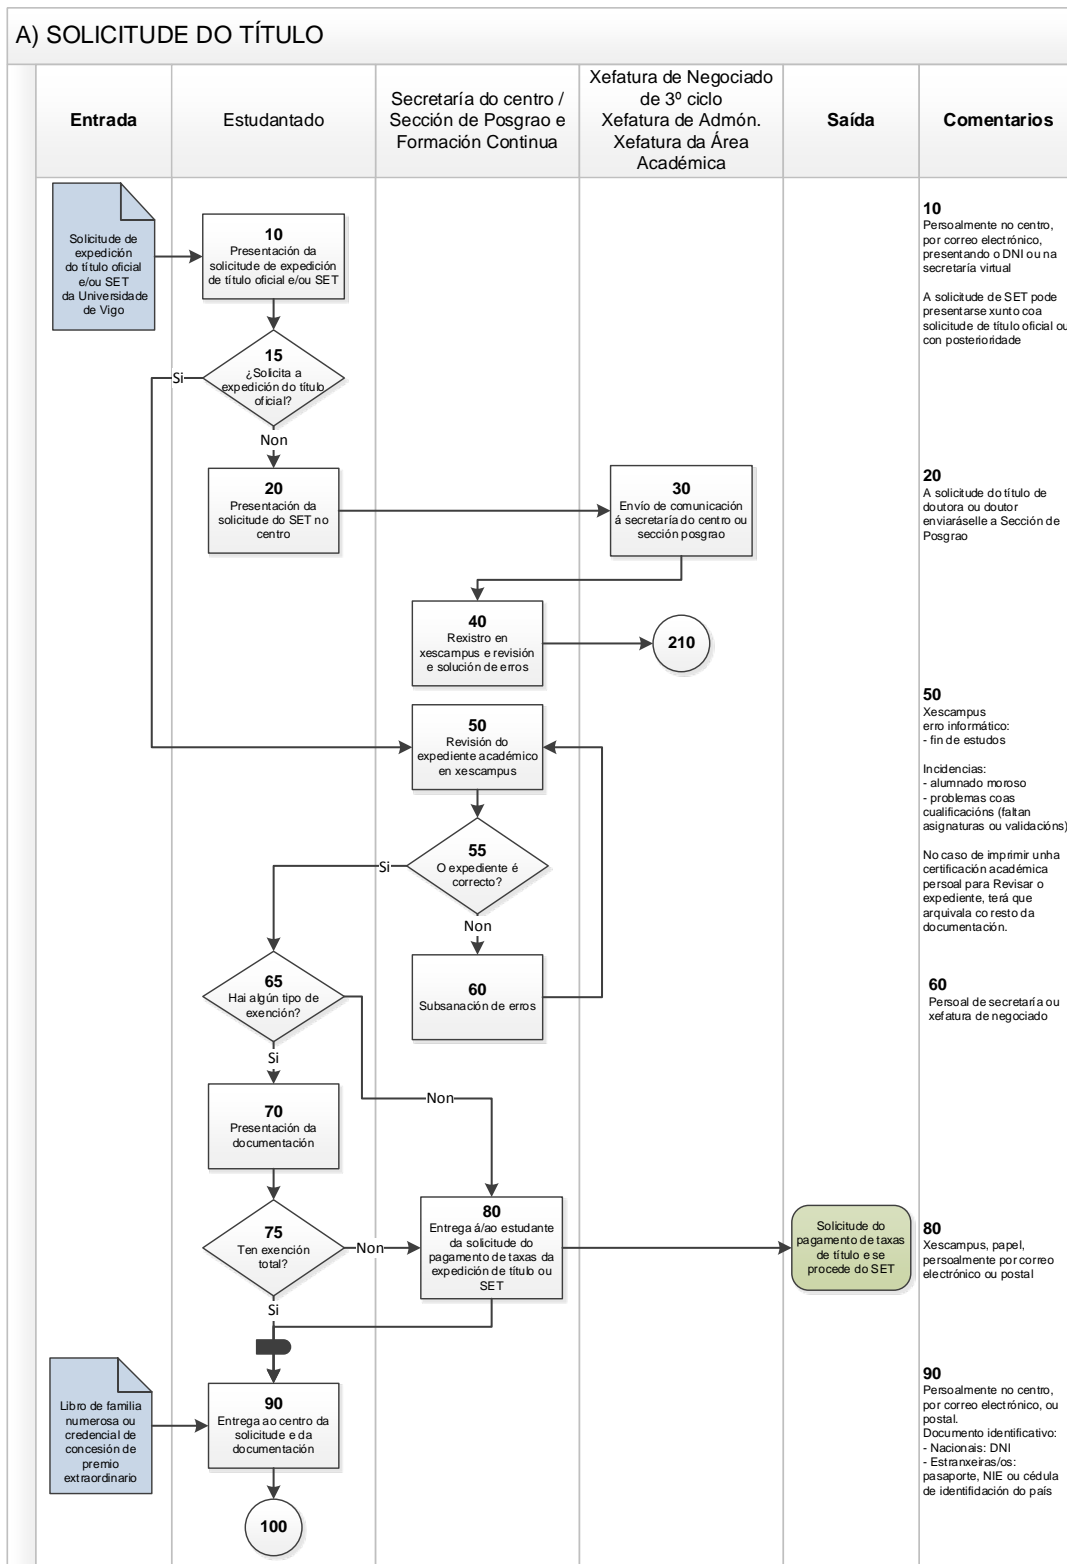 A) SOLICITUDE DO TÍTULO
Entrada
Estudantado
Secretaría do centro /
Sección de Posgrao e
Formación Continua
Xefatura de Negociado
de 3º ciclo
Xefatura de Admón.
Xefatura da Área
Académica
Saída
Comentarios
Solicitude de
expedición
do título oficial
e/ou SET
da Universidade
de Vigo
10
Presentación da
solicitude de expedición
de título oficial e/ou SET
10
Persoalmente no centro,
por correo electrónico,
presentando o DNI ou na
secretaría virtual
A solicitude de SET pode
presentarse xunto coa
solicitude de título oficial ou
con posterioridade
15
¿Solicita a
expedición do título
oficial?
Si
Non
20
Presentación da
solicitude do SET no
centro
30
Envío de comunicación
á secretaría do centro ou
sección posgrao
20
A solicitude do título de
doutora ou doutor
enviaráselle a Sección de
Posgrao
40
Rexistro en
xescampus e revisión
e solución de erros
210
50
Revisión do
expediente académico
en xescampus
50
Xescampus
erro informático:
- fin de estudos
Incidencias:
- alumnado moroso
- problemas coas
cualificacións (faltan
asignaturas ou validacións)
No caso de imprimir unha
certificación académica
persoal para Revisar o
expediente, terá que
arquivala co resto da
documentación.
55
O expediente é
correcto?
Si
Non
65
Hai algún tipo de
exención?
60
Subsanación de erros
60
Persoal de secretaría ou
xefatura de negociado
Si
Non
70
Presentación da
documentación
75
Ten exención
total?
Non
Si
80
Entrega á/ao estudante
da solicitude do
pagamento de taxas da
expedición de título ou
SET
Solicitude do
pagamento de taxas
de título e se
procede do SET
80
Xescampus, papel,
persoalmente por correo
electrónico ou postal
Libro de familia
numerosa ou
credencial de
concesión de
premio
extraordinario
90
Entrega ao centro da
solicitude e da
documentación
90
Persoalmente no centro,
por correo electrónico, ou
postal.
Documento identificativo:
- Nacionais: DNI
- Estranxeiras/os:
pasaporte, NIE ou cédula
de identifidación do país
100